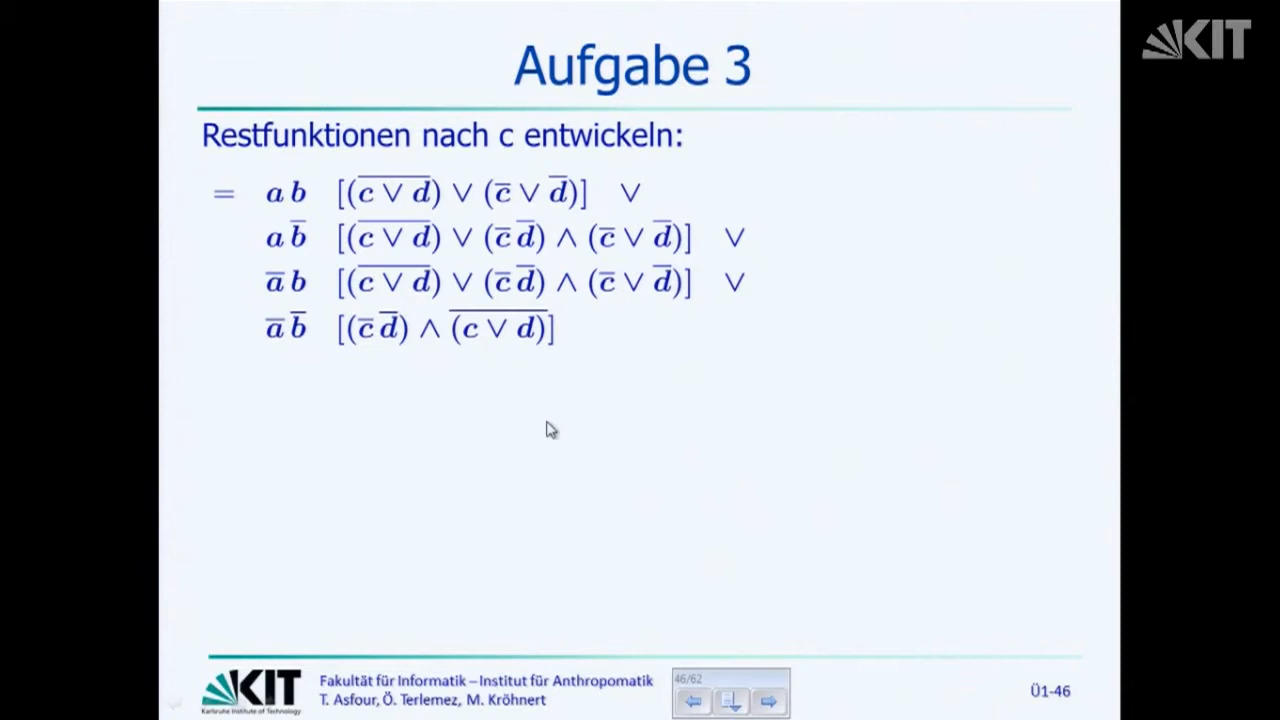 KIT
Aufgabe 3
Restfunktionen nach c entwickeln:
= a b [(c̅ ̅∨̅ ̅d̅) ∨ (c̅ ∨ d̅)] ∨
a b̅ [(c̅ ̅∨̅ ̅d̅) ∨ (c̅ d̅) ∧ (c̅ ∨ d̅)] ∨
a̅ b [(c̅ ̅∨̅ ̅d̅) ∨ (c̅ d̅) ∧ (c̅ ∨ d̅)] ∨
a̅ b̅ [(c̅ d̅) ∧ (̅c̅ ̅∨̅ ̅d̅)̅]
KIT
Karlsruhe Institute of Technology
Fakultät für Informatik – Institut für Anthropomatik
T. Asfour, Ö. Terlemez, M. Kröhnert
46/62
Ü1-46